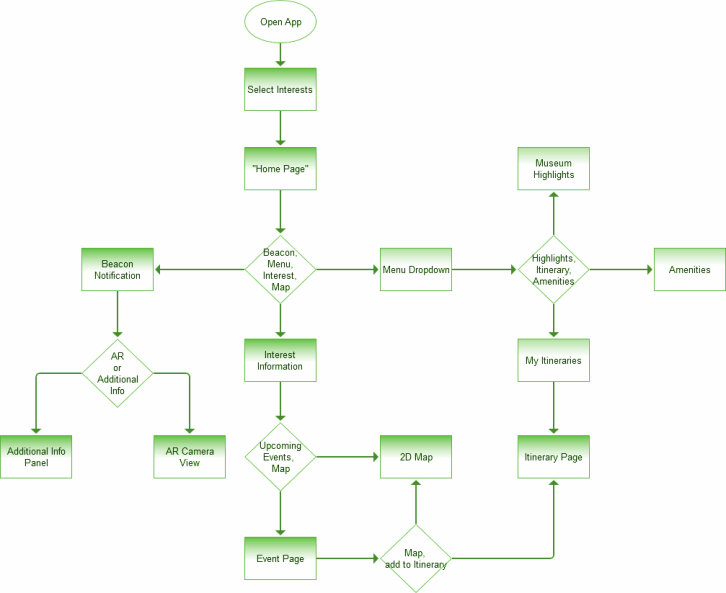 Open App
Select Interests
"Home Page"
Museum
Highlights
Beacon
Notification
Beacon,
Menu,
Interest,
Map
Menu Dropdown
Highlights,
Itinerary,
Amenities
Amenities
AR
or
Additional
Info
Interest
Information
My Itineraries
Additional Info
Panel
AR Camera
View
Upcoming
Events,
Map
2D Map
Itinerary Page
Event Page
Map,
add to Itinerary